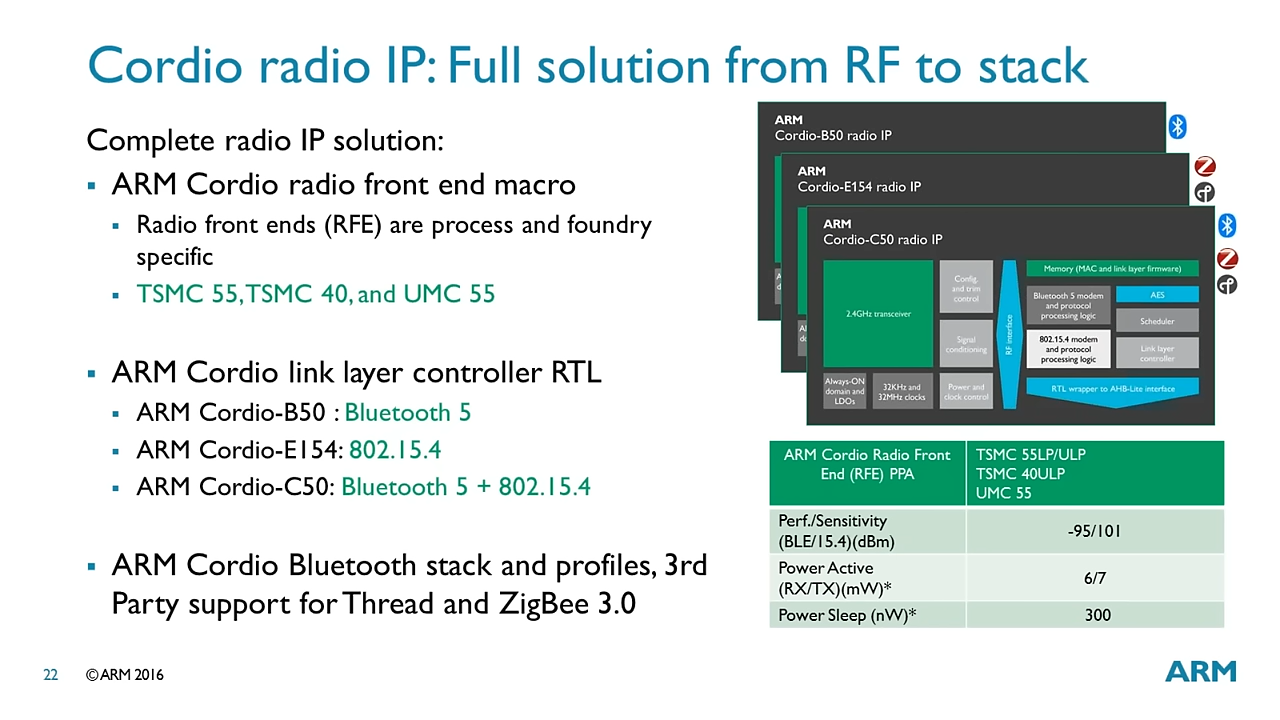 Cordio radio IP: Full solution from RF to stack
Complete radio IP solution:
▪ ARM Cordio radio front end macro
▪ Radio front ends (RFE) are process and foundry
specific
▪ TSMC 55, TSMC 40, and UMC 55
▪ ARM Cordio link layer controller RTL
▪ ARM Cordio-B50 : Bluetooth 5
▪ ARM Cordio-E154: 802.15.4
▪ ARM Cordio-C50: Bluetooth 5 + 802.15.4
▪ ARM Cordio Bluetooth stack and profiles, 3rd
Party support for Thread and ZigBee 3.0
ARM
Cordio-B50 radio IP
ARM
Cordio-E154 radio IP
ARM
Cordio-C50 radio IP
2.4GHz transceiver
Config.
and trim
control
Signal
conditioning
Always-ON
domain and
LDOs
32KHz and
32MHz clocks
Power and
clock control
RF interface
Memory (MAC and link layer firmware)
Bluetooth 5 modem
and protocol
processing logic
AES
Scheduler
802.15.4 modem
and protocol
processing logic
Link layer
controller
RTL wrapper to AHB-Lite interface
ARM Cordio Radio Front
End (RFE) PPA
TSMC 55LP/ULP
TSMC 40ULP
UMC 55
Perf./Sensitivity
(BLE/15.4)(dBm)
-95/101
Power Active
(RX/TX)(mW)*
6/7
Power Sleep (nW)*
300
22
© ARM 2016
ARM